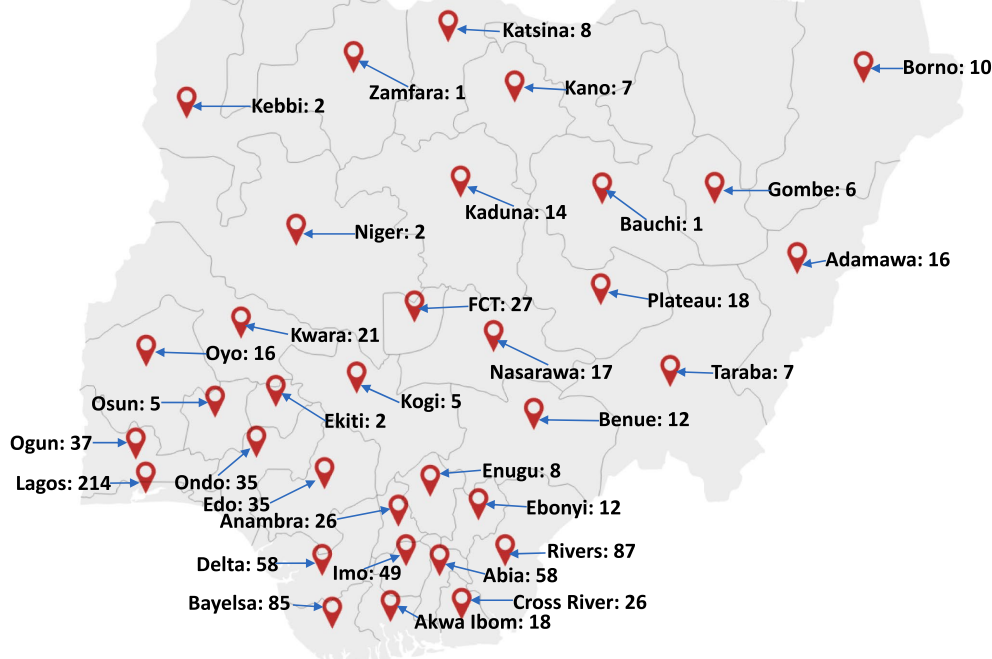 Katsina: 8
Borno: 10
Zamfara: 1
Kano: 7
Kebbi: 2
Gombe: 6
Kaduna: 14
Bauchi: 1
Niger: 2
Adamawa: 16
Plateau: 18
FCT: 27
Kwara: 21
Oyo: 16
Nasarawa: 17
Taraba: 7
Osun: 5
Kogi: 5
Ekiti: 2
Benue: 12
Ogun: 37
Enugu: 8
Lagos: 214
Ondo: 35
Edo: 35
Ebonyi: 12
Anambra: 26
Rivers: 87
Delta: 58
Imo: 49
Abia: 58
Bayelsa: 85
Cross River: 26
Akwa Ibom: 18